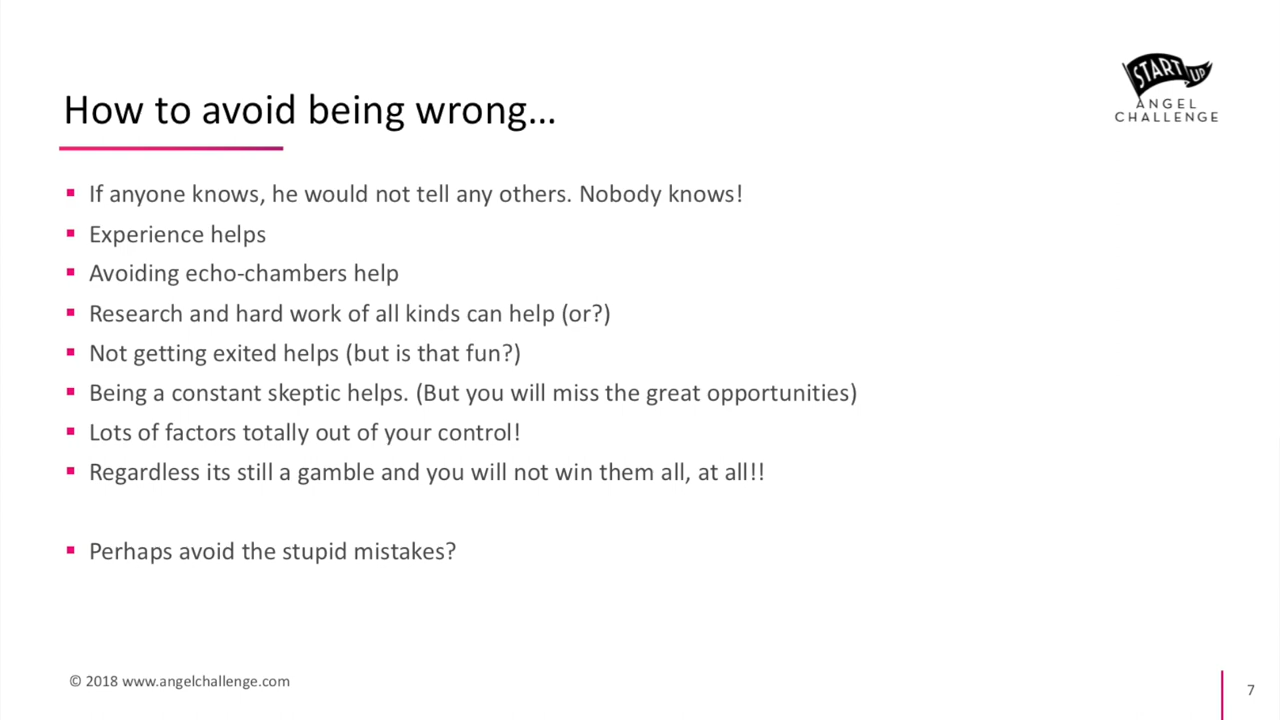 START UP
ANGEL
CHALLENGE
How to avoid being wrong...
If anyone knows, he would not tell any others. Nobody knows!
Experience helps
Avoiding echo-chambers help
Research and hard work of all kinds can help (or?)
Not getting exited helps (but is that fun?)
Being a constant skeptic helps. (But you will miss the great opportunities)
Lots of factors totally out of your control!
Regardless its still a gamble and you will not win them all, at all!!
Perhaps avoid the stupid mistakes?
© 2018 www.angelchallenge.com
7